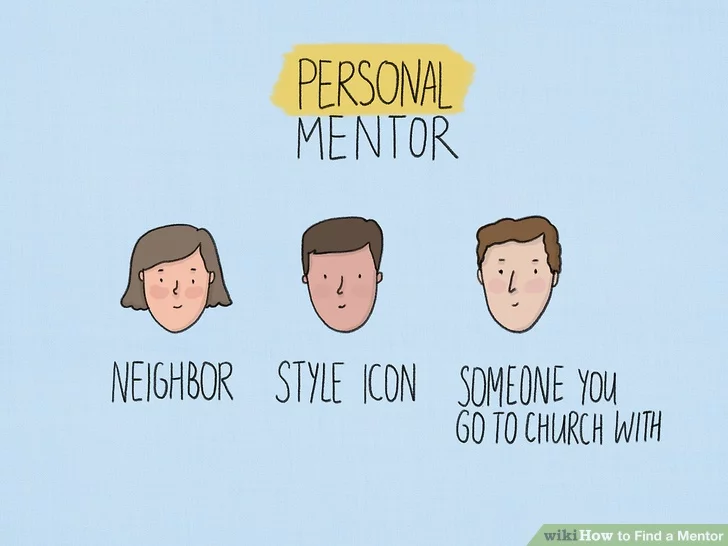 PERSONAL
MENTOR
NEIGHBOR
STYLE ICON
SOMEONE YOU
GO TO CHURCH WITH
wikiHow to Find a Mentor